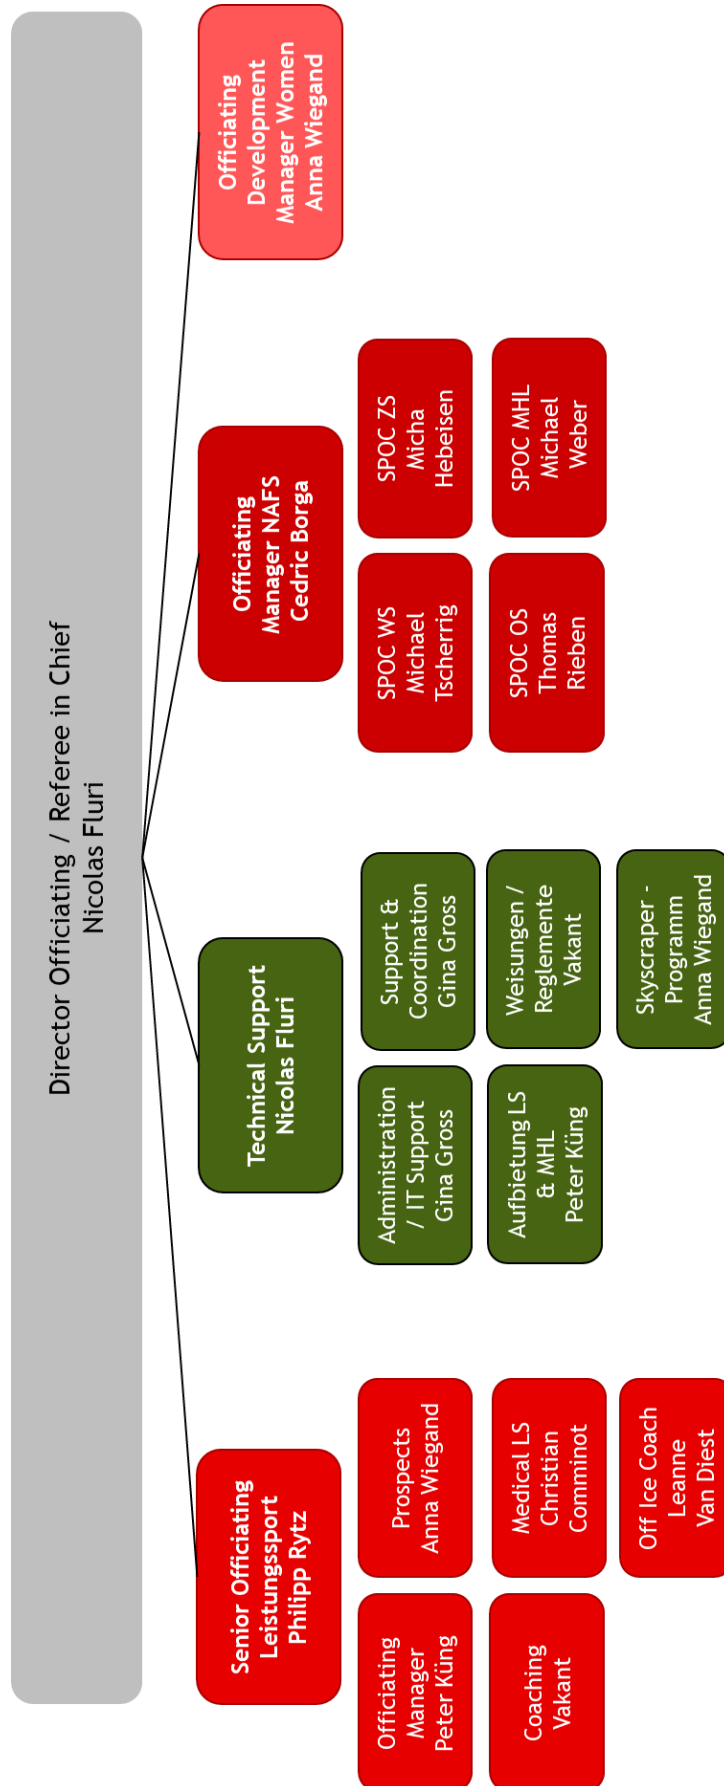 Director Officiating / Referee in Chief
Nicolas Fluri
Senior Officiating
Leistungssport
Philipp Rytz
Officiating
Manager
Peter Küng
Prospects
Anna Wiegand
Coaching
Vakant
Medical LS
Christian
Comminot
Off Ice Coach
Leanne
Van Diest
Technical Support
Nicolas Fluri
Administration
/ IT Support
Gina Gross
Support &
Coordination
Gina Gross
Aufbietung LS
& MHL
Peter Küng
Weisungen /
Reglemente
Vakant
Skyscraper -
Programm
Anna Wiegand
Officiating
Manager NAFS
Cedric Borga
SPOC WS
Michael
Tscherrig
SPOC ZS
Micha
Hebeisen
SPOC OS
Thomas
Rieben
SPOC MHL
Michael
Weber
Officiating
Development
Manager Women
Anna Wiegand